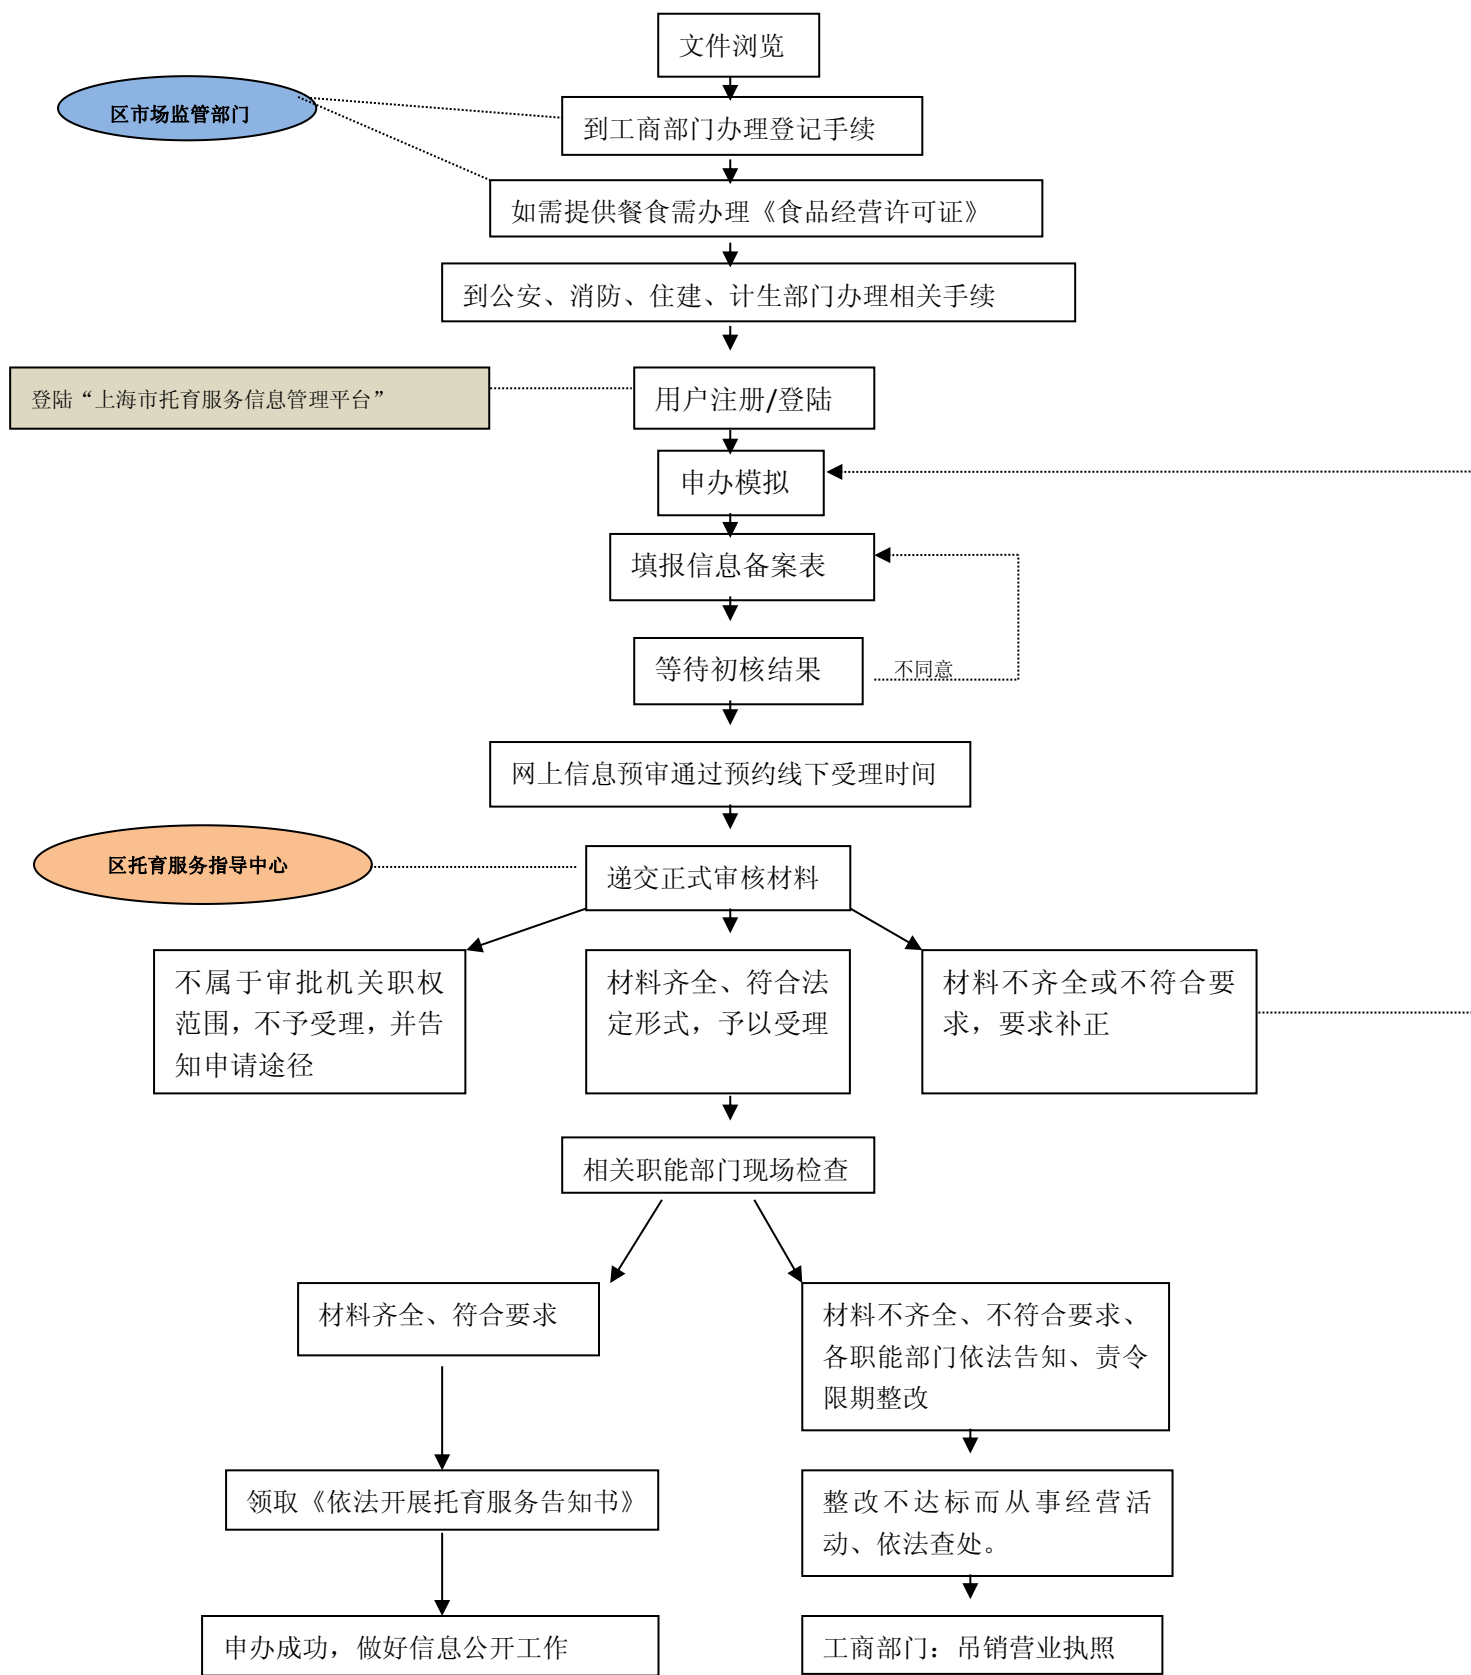 文件浏览
区市场监管部门
到工商部门办理登记手续
如需提供餐食需办理《食品经营许可证》
到公安、消防、住建、计生部门办理相关手续
登陆“上海市托育服务信息管理平台”
用户注册/登陆
申办模拟
填报信息备案表
等待初核结果
不同意
网上信息预审通过预约线下受理时间
区托育服务指导中心
递交正式审核材料
不属于审批机关职权
范围，不予受理，并告
知申请途径
材料齐全、符合法
定形式，予以受理
材料不齐全或不符合要
求，要求补正
相关职能部门现场检查
材料齐全、符合要求
材料不齐全、不符合要求、
各职能部门依法告知、责令
限期整改
领取《依法开展托育服务告知书》
整改不达标而从事经营活
动、依法查处。
申办成功，做好信息公开工作
工商部门：吊销营业执照